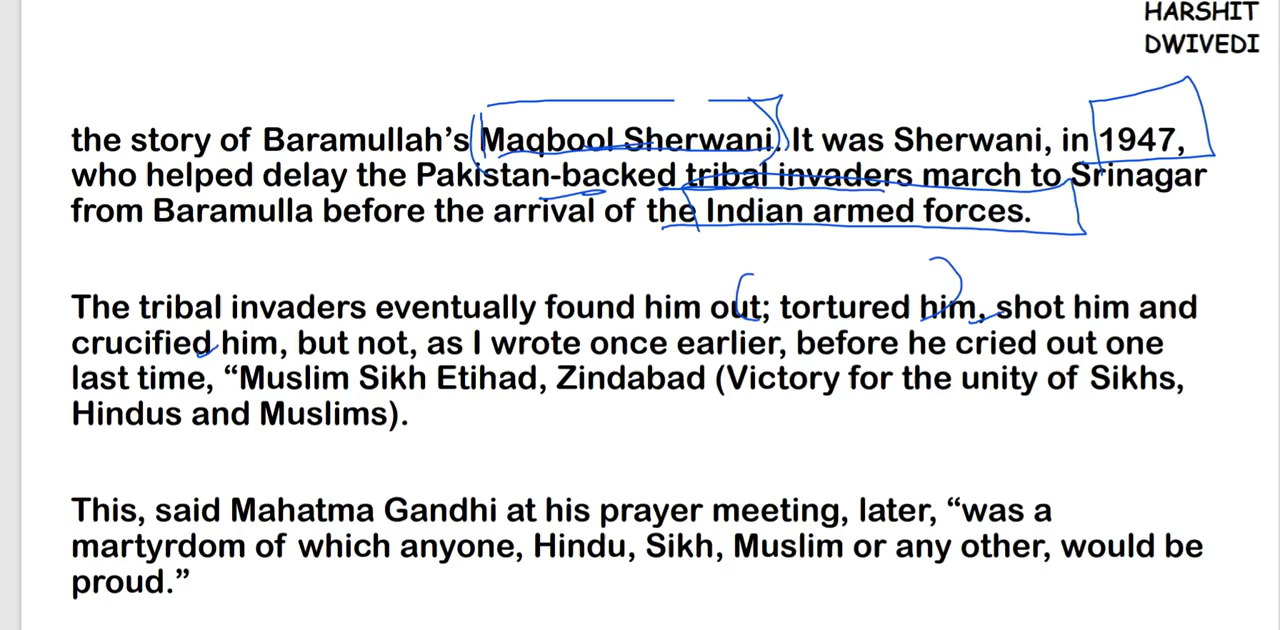 HARSHIT
DWIVEDI
the story of Baramullah’s Maqbool Sherwani. It was Sherwani, in 1947,
who helped delay the Pakistan-backed tribal invaders march to Srinagar
from Baramulla before the arrival of the Indian armed forces.
The tribal invaders eventually found him out; tortured him, shot him and
crucified him, but not, as I wrote once earlier, before he cried out one
last time, “Muslim Sikh Etihad, Zindabad (Victory for the unity of Sikhs,
Hindus and Muslims).
This, said Mahatma Gandhi at his prayer meeting, later, “was a
martyrdom of which anyone, Hindu, Sikh, Muslim or any other, would be
proud.”